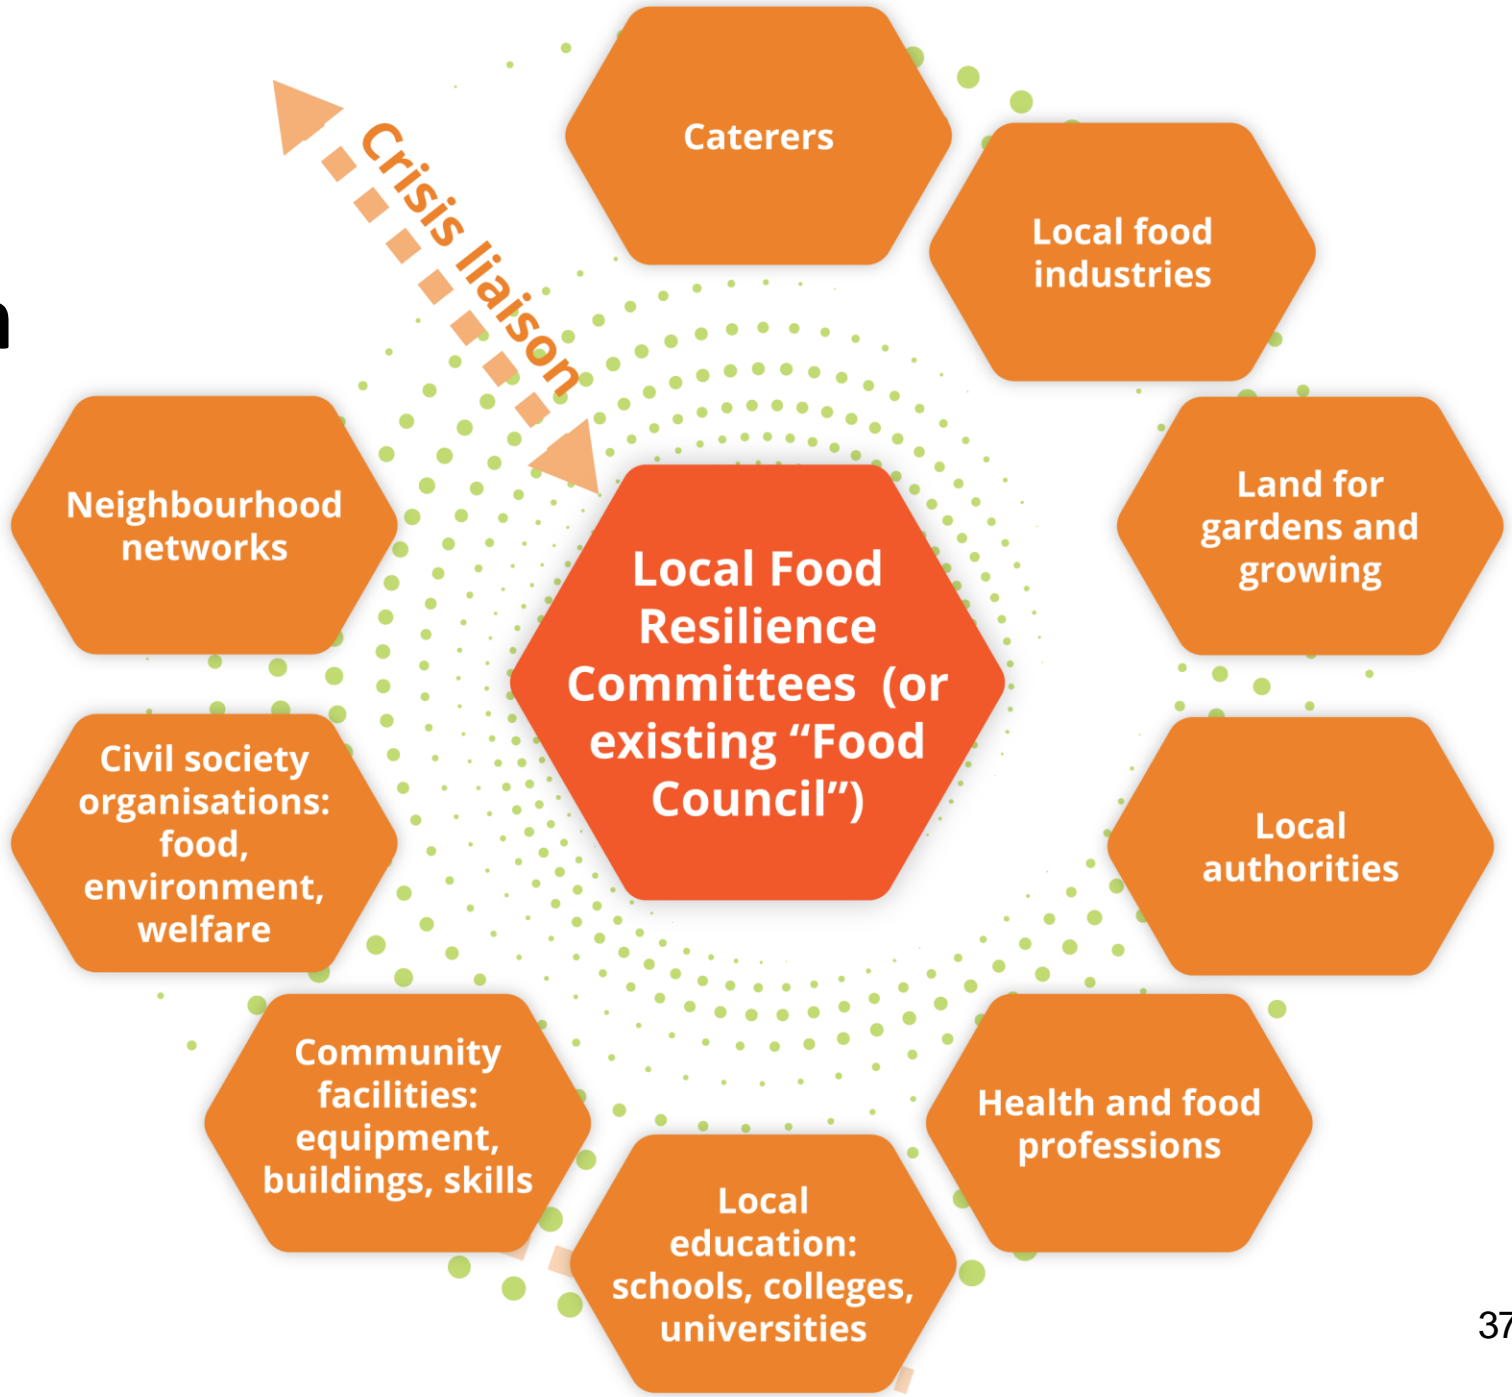 Caterers
Local food
industries
Crisis liaison
Land for
gardens and
growing
Neighbourhood
networks
Local Food
Resilience
Committees (or
existing “Food
Council”)
Local
authorities
Civil society
organisations:
food,
environment,
welfare
Health and food
professions
Community
facilities:
equipment,
buildings, skills
Local
education:
schools, colleges,
universities
37